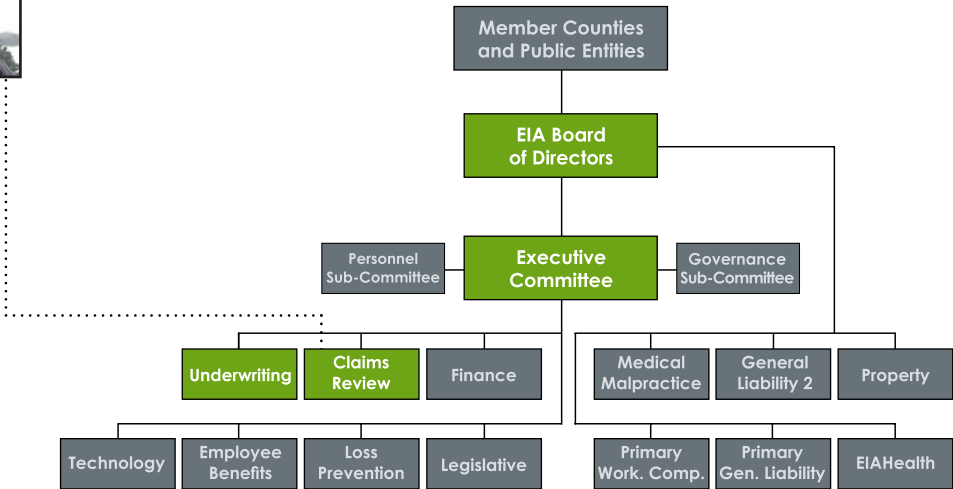 Member Counties
and Public Entities
EIA Board
of Directors
Personnel
Sub-Committee
Executive
Committee
Governance
Sub-Committee
Underwriting
Claims
Review
Finance
Medical
Malpractice
General
Liability 2
Property
Technology
Employee
Benefits
Loss
Prevention
Legislative
Primary
Work. Comp.
Primary
Gen. Liability
EIAHealth